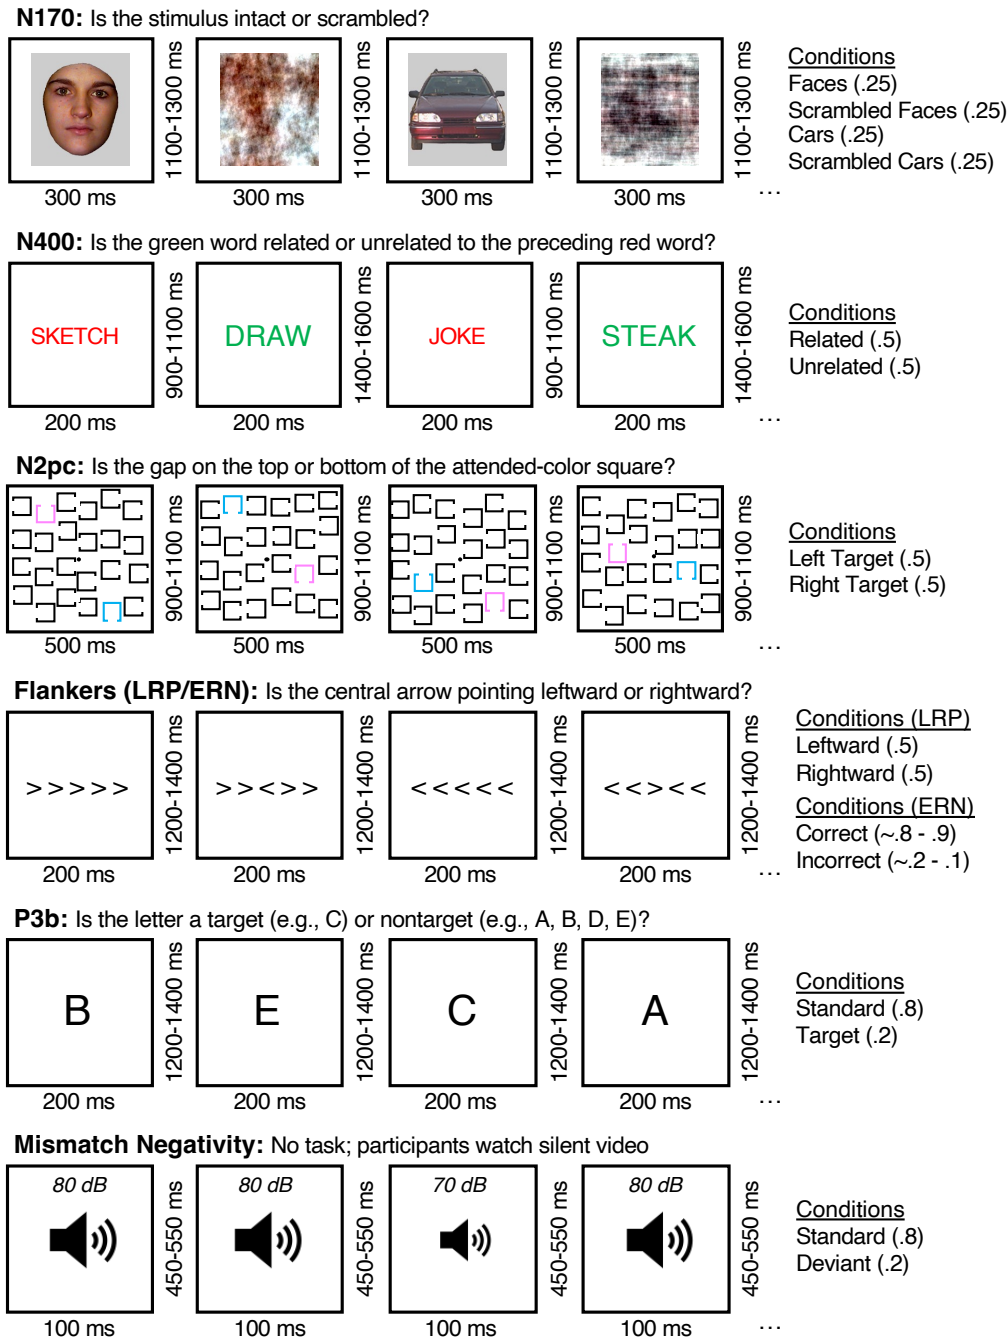 N170: Is the stimulus intact or scrambled?
1100-1300 ms
1100-1300 ms
1100-1300 ms
1100-1300 ms
300 ms
300 ms
300 ms
300 ms
...
Conditions
Faces (.25)
Scrambled Faces (.25)
Cars (.25)
Scrambled Cars (.25)
N400: Is the green word related or unrelated to the preceding red word?
SKETCH
900-1100 ms
DRAW
1400-1600 ms
JOKE
900-1100 ms
STEAK
1400-1600 ms
200 ms
200 ms
200 ms
200 ms
...
Conditions
Related (.5)
Unrelated (.5)
N2pc: Is the gap on the top or bottom of the attended-color square?
900-1100 ms
900-1100 ms
900-1100 ms
900-1100 ms
500 ms
500 ms
500 ms
500 ms
...
Conditions
Left Target (.5)
Right Target (.5)
Flankers (LRP/ERN): Is the central arrow pointing leftward or rightward?
> > > > >
1200-1400 ms
> > < > >
1200-1400 ms
< < < < <
1200-1400 ms
< < > < <
1200-1400 ms
200 ms
200 ms
200 ms
200 ms
...
Conditions (LRP)
Leftward (.5)
Rightward (.5)
Conditions (ERN)
Correct (~.8 - .9)
Incorrect (~.2 - .1)
P3b: Is the letter a target (e.g., C) or nontarget (e.g., A, B, D, E)?
B
1200-1400 ms
E
1200-1400 ms
C
1200-1400 ms
A
1200-1400 ms
200 ms
200 ms
200 ms
200 ms
...
Conditions
Standard (.8)
Target (.2)
Mismatch Negativity: No task; participants watch silent video
80 dB
450-550 ms
80 dB
450-550 ms
70 dB
450-550 ms
80 dB
450-550 ms
100 ms
100 ms
100 ms
100 ms
...
Conditions
Standard (.8)
Deviant (.2)